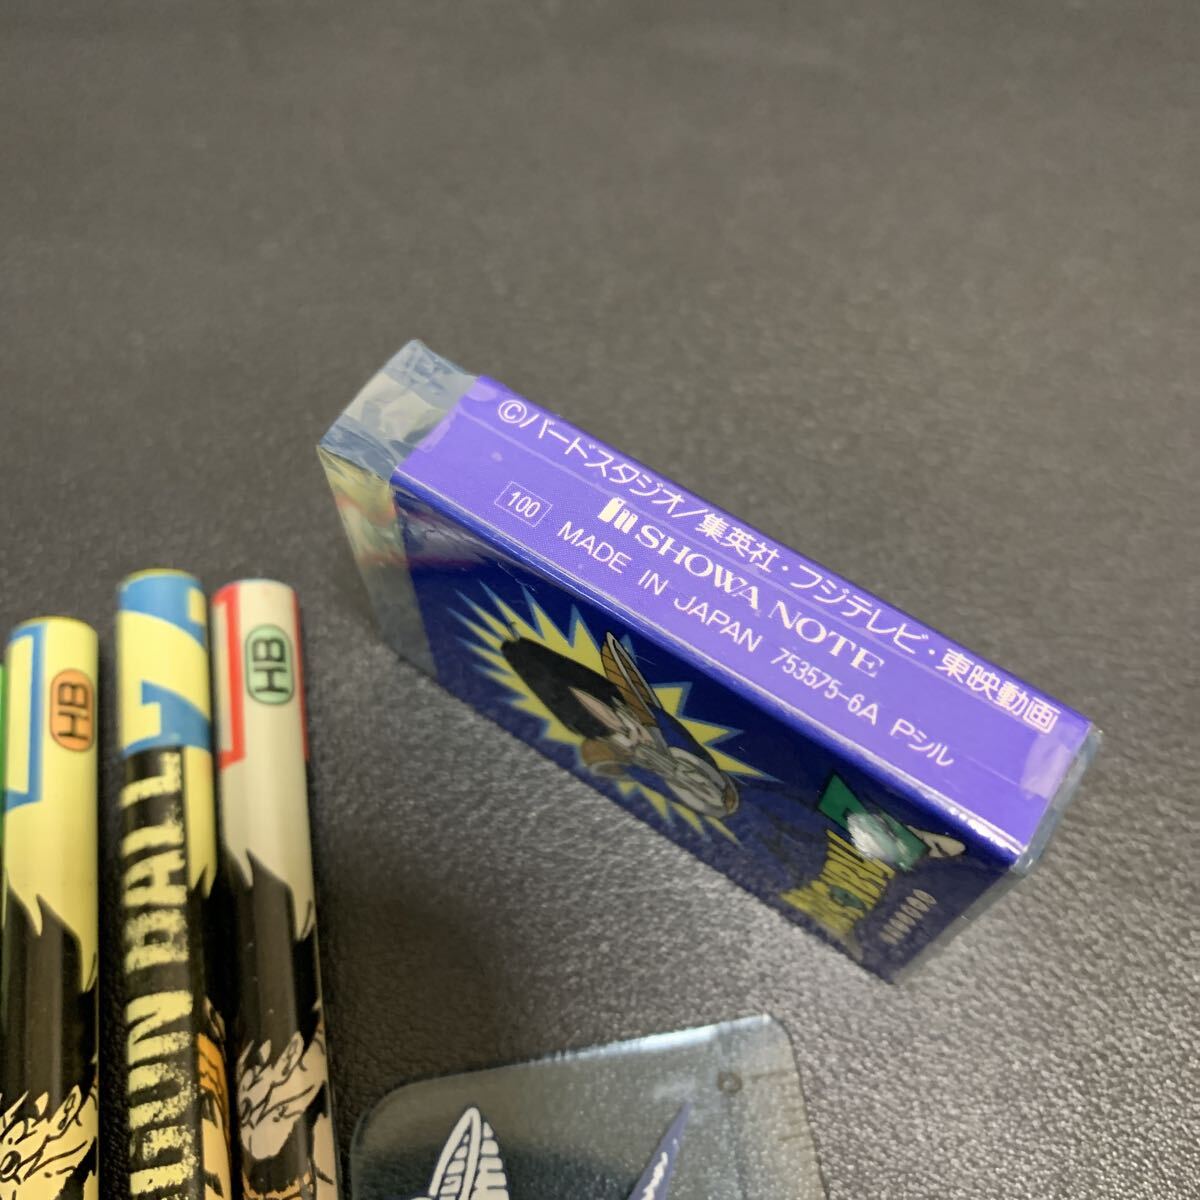 ©バードスタジオ/集英社・フジテレビ・東映動画
SHOWA NOTE
100 MADE IN JAPAN 753575-6A Pシル
HB
HB
BALL